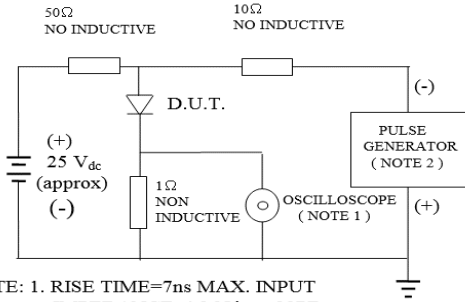 50Ω
NO INDUCTIVE
10Ω
NO INDUCTIVE
(-)
D.U.T.
PULSE
GENERATOR
( NOTE 2 )
(+)
25 Vdc
(approx)
(-)
1Ω
NON
INDUCTIVE
OSCILLOSCOPE
( NOTE 1 )
(+)
TE: 1. RISE TIME=7ns MAX. INPUT